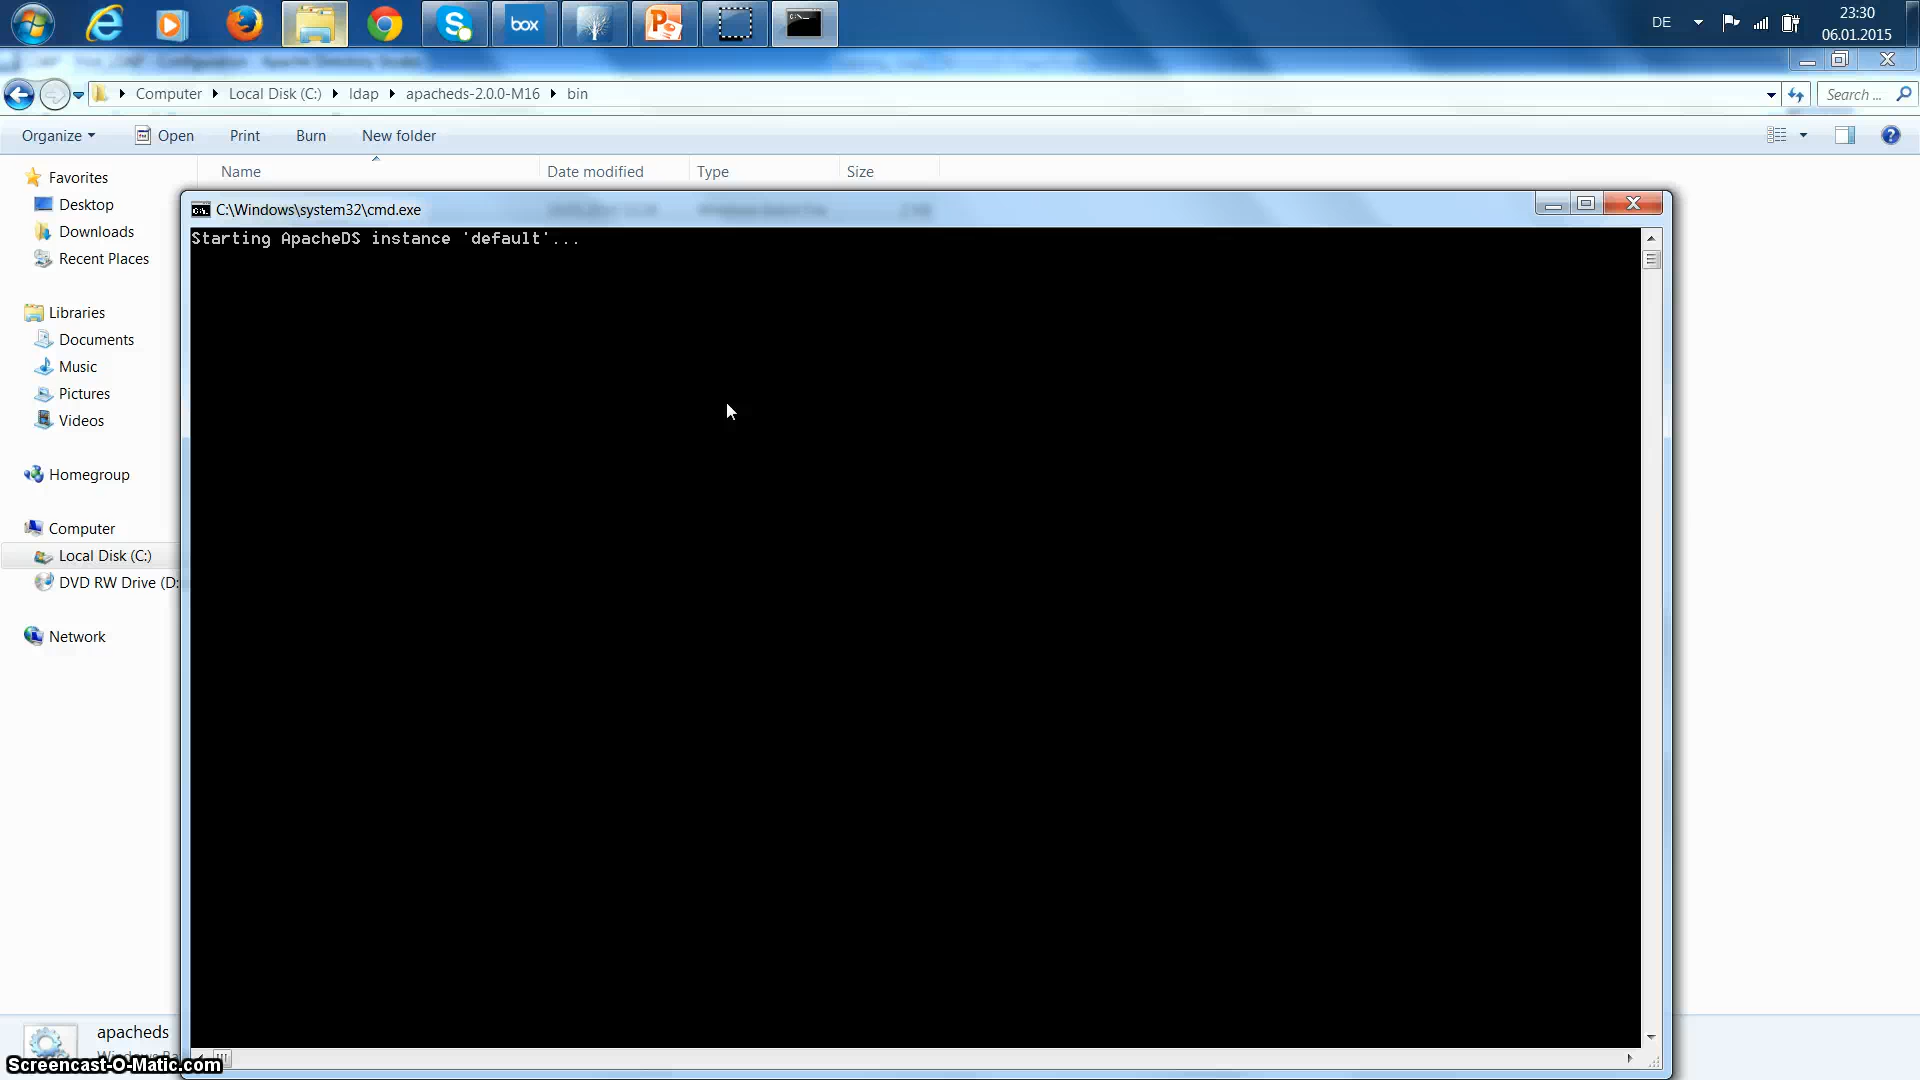 box
DE
23:30
06.01.2015
Computer
Local Disk (C:)
ldap
apacheds-2.0.0-M16
bin
Search ...
Organize
Open
Print
Burn
New folder
Name
Date modified
Type
Size
Favorites
Desktop
Downloads
Recent Places
Libraries
Documents
Music
Pictures
Videos
Homegroup
Computer
Local Disk (C:)
DVD RW Drive (D:
Network
C:\Windows\system32\cmd.exe
Starting ApacheDS instance 'default'...
apacheds
Screencast-O-Matic.com